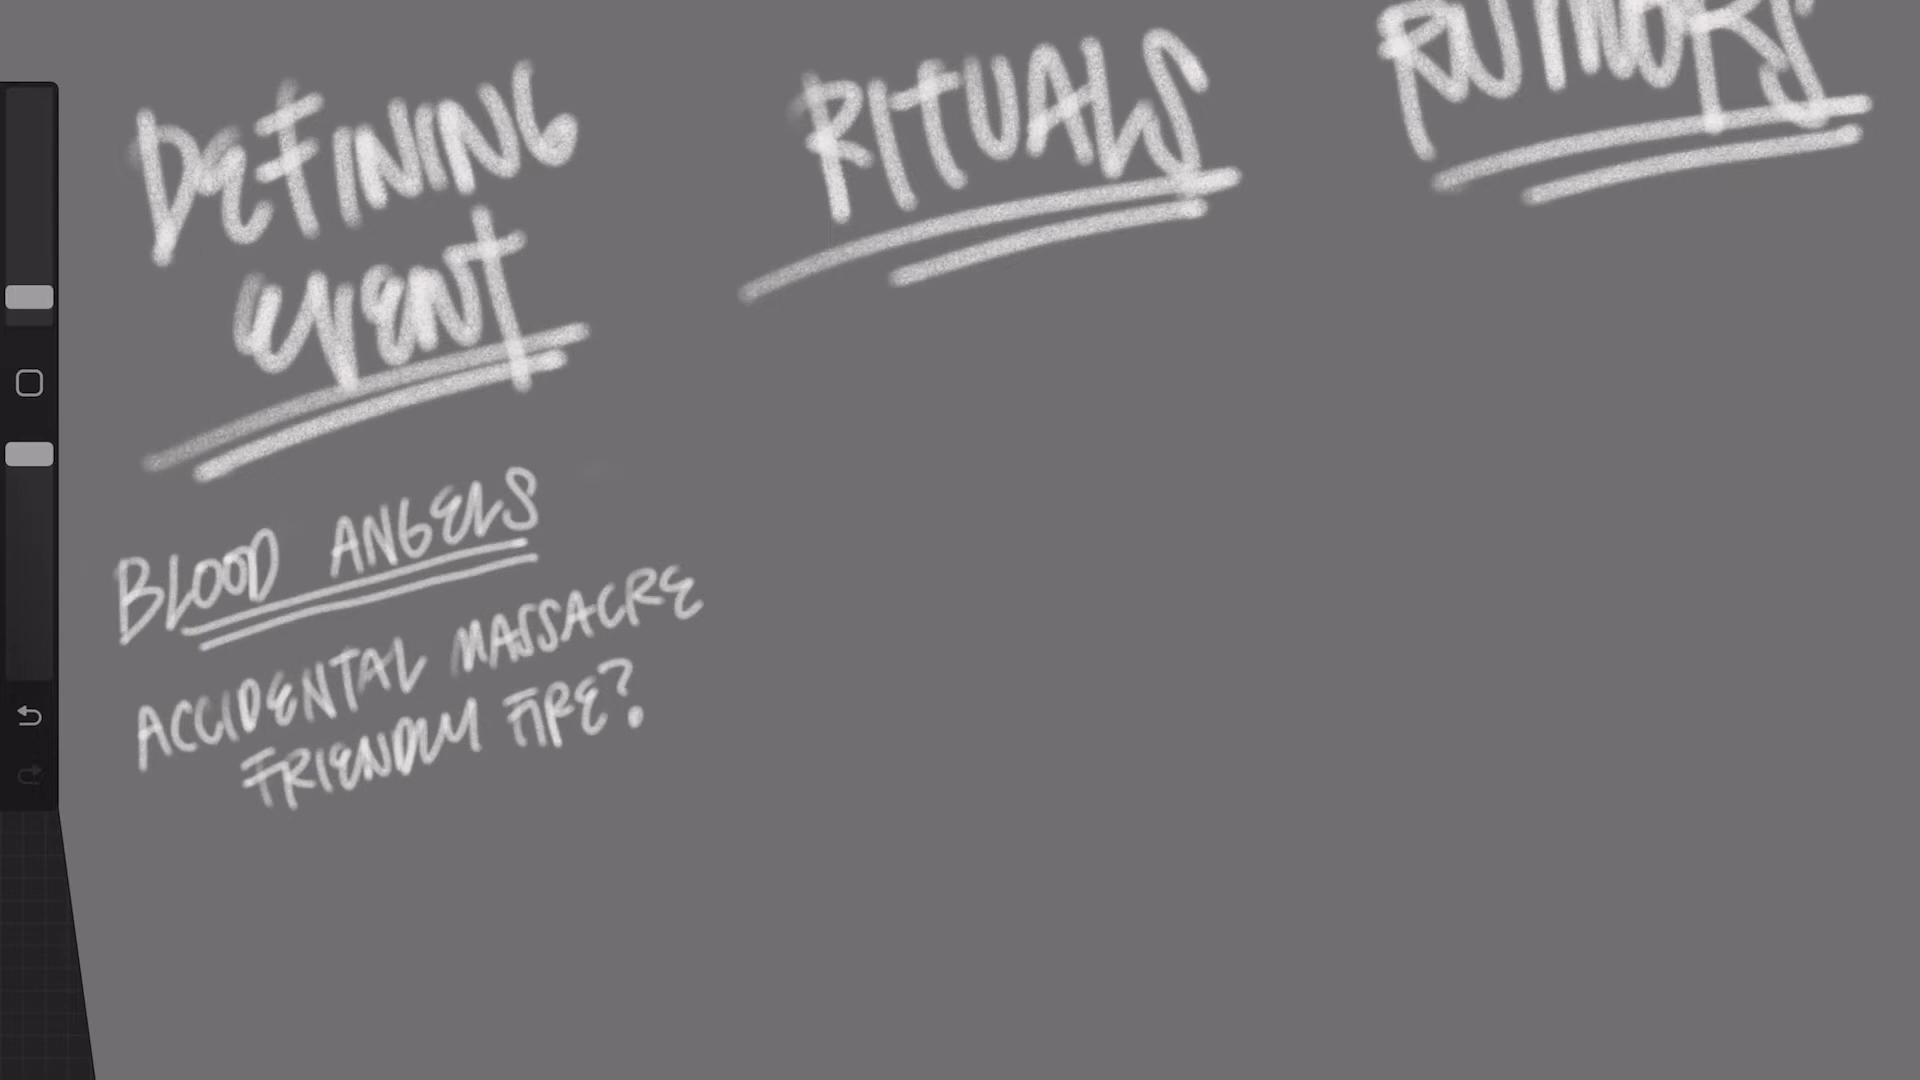 DEFINING
EVENT
BLOOD ANGELS
ACCIDENTAL MASSACRE
FRIENDLY FIRE?
RITUALS
RUMORS